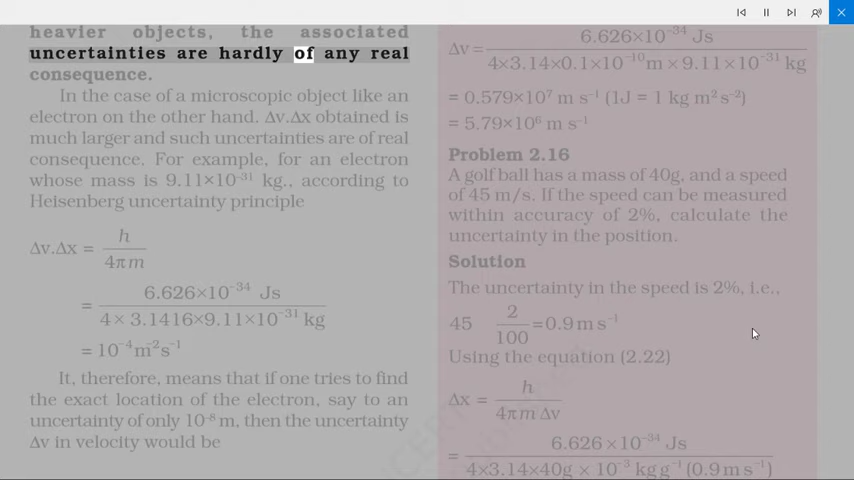 heavier objects, the associated
uncertainties are hardly of any real
consequence.
In the case of a microscopic object like an
electron on the other hand. Δv.Δx obtained is
much larger and such uncertainties are of real
consequence. For example, for an electron
whose mass is 9.11×10⁻³¹ kg., according to
Heisenberg uncertainty principle
Δv.Δx = h
4πm
= 6.626×10⁻³⁴ Js
4× 3.1416×9.11×10⁻³¹ kg
= 10⁻⁴m⁻²s⁻¹
It, therefore, means that if one tries to find
the exact location of the electron, say to an
uncertainty of only 10⁻⁸ m, then the uncertainty
Δv in velocity would be
Δv = 6.626×10⁻³⁴ Js
4×3.14×0.1×10⁻¹⁰m × 9.11×10⁻³¹ kg
= 0.579×10⁷ m s⁻¹ (1J = 1 kg m² s⁻²)
= 5.79×10⁶ m s⁻¹
Problem 2.16
A golf ball has a mass of 40g, and a speed
of 45 m/s. If the speed can be measured
within accuracy of 2%, calculate the
uncertainty in the position.
Solution
The uncertainty in the speed is 2%, i.e.,
45 2
100 =0.9 m s⁻¹
Using the equation (2.22)
Δx = h
4πm Δv
= 6.626 ×10⁻³⁴ Js
4×3.14×40g × 10⁻³ kg g⁻¹ (0.9 m s⁻¹)